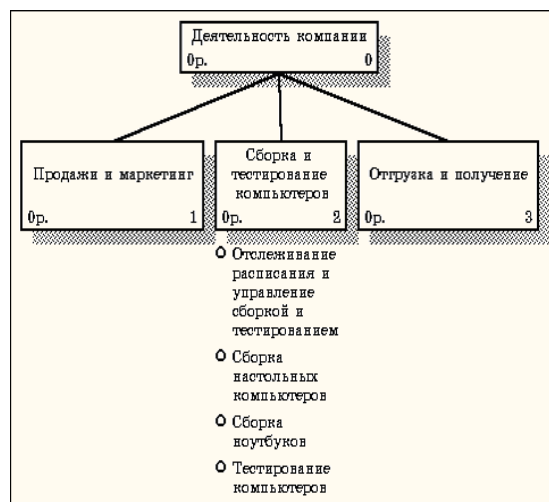 Деятельность компании
0р. 0
Продажи и маркетинг
0р. 1
Сборка и
тестирование
компьютеров
0р. 2
Отгрузка и получение
0р. 3
Отслеживание
расписания и
управление
сборкой и
тестированием
Сборка
настольных
компьютеров
Сборка
ноутбуков
Тестирование
компьютеров